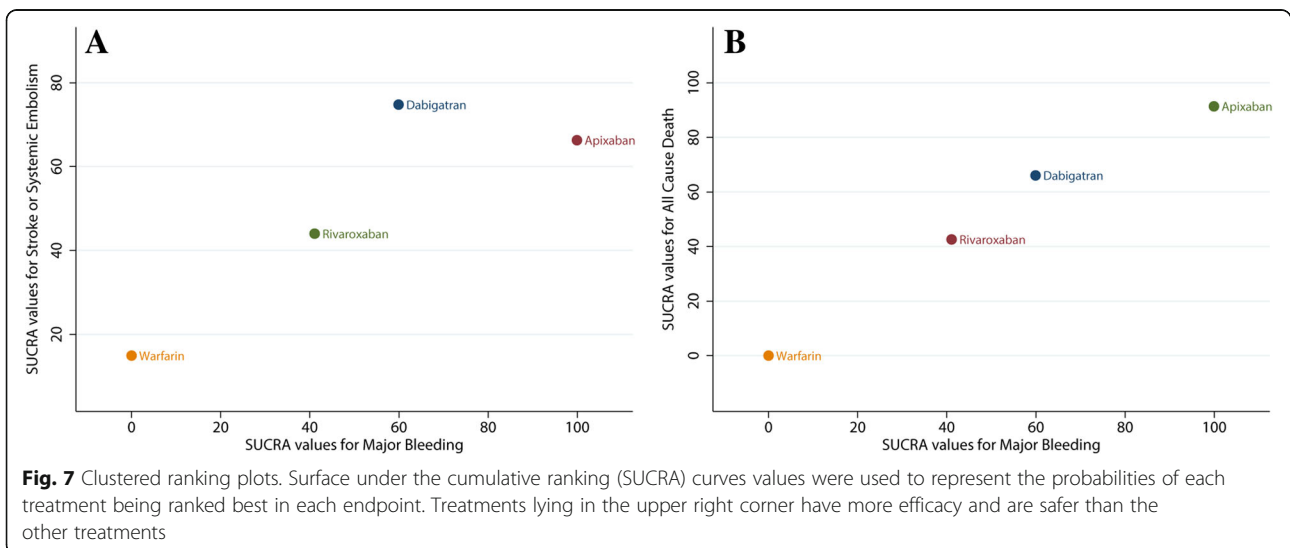 A
SUCRA values for Stroke or Systemic Embolism
80
60
40
20
Dabigatran
Apixaban
Rivaroxaban
Warfarin
0 20 40 60 80 100
SUCRA values for Major Bleeding
B
SUCRA values for All Cause Death
100
80
60
40
20
0
Apixaban
Dabigatran
Rivaroxaban
Warfarin
0 20 40 60 80 100
SUCRA values for Major Bleeding
Fig. 7 Clustered ranking plots. Surface under the cumulative ranking (SUCRA) curves values were used to represent the probabilities of each
treatment being ranked best in each endpoint. Treatments lying in the upper right corner have more efficacy and are safer than the
other treatments